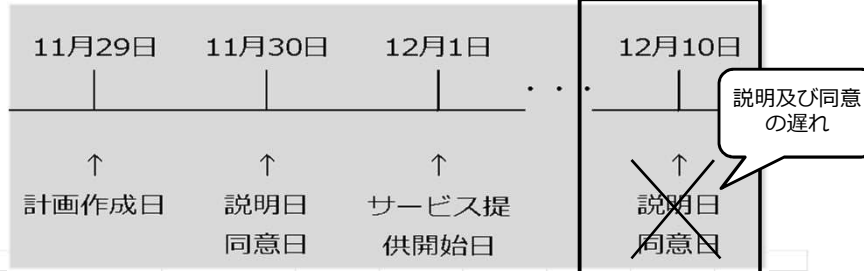 11月29日 11月30日 12月1日 ・・・ 12月10日
説明及び同意
の遅れ
↑ ↑ ↑ ↑
計画作成日 説明日 サービス提 説明日
同意日 供開始日 同意日